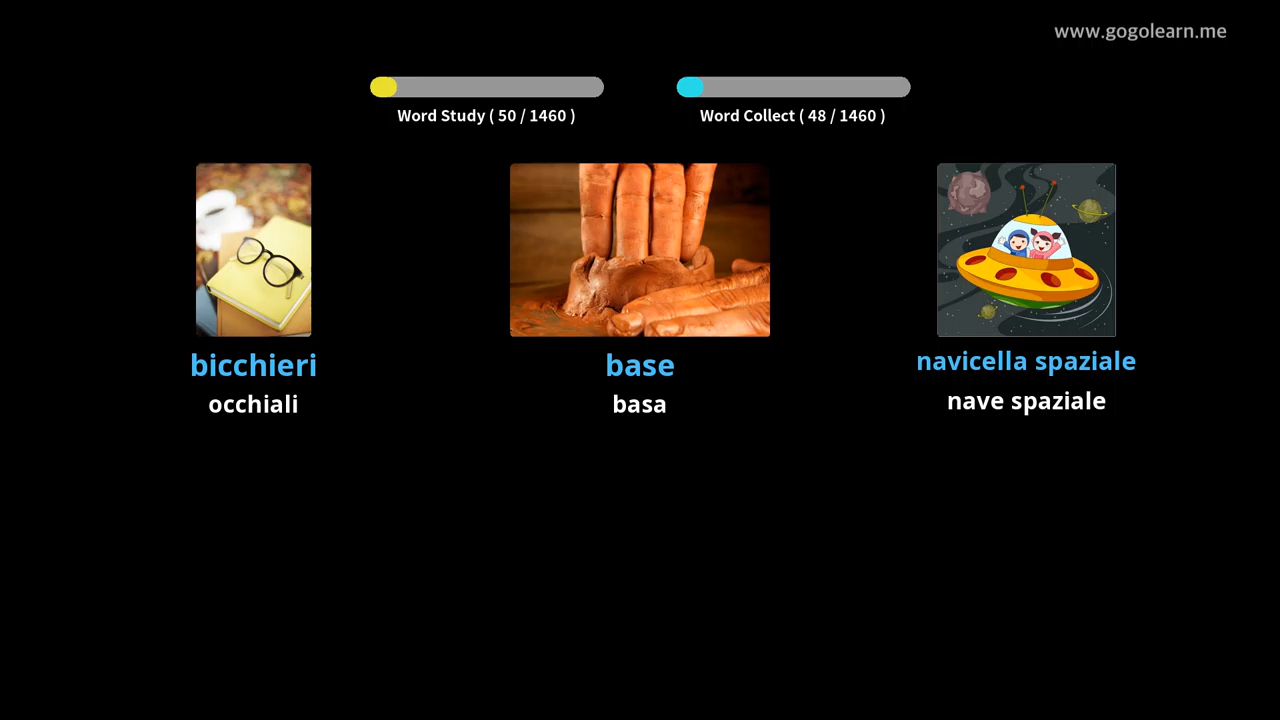 www.gogolearn.me
Word Study ( 50 / 1460 )
Word Collect ( 48 / 1460 )
bicchieri
occhiali
base
basa
navicella spaziale
nave spaziale